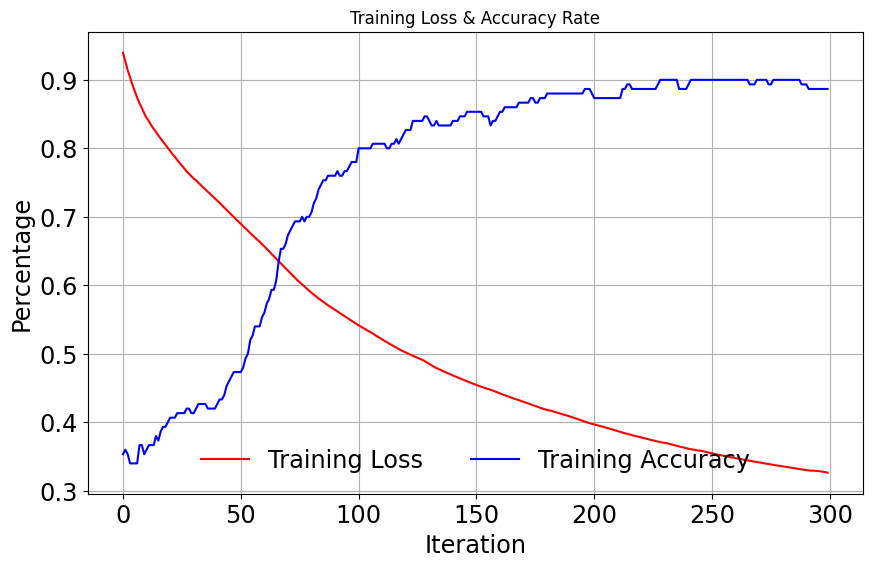 Training Loss & Accuracy Rate
Percentage
0.9
0.8
0.7
0.6
0.5
0.4
0.3
Training Loss
Training Accuracy
0 50 100 150 200 250 300
Iteration